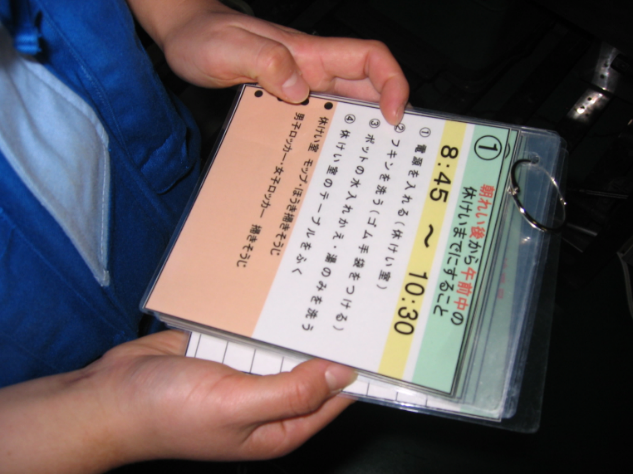 ① 朝れい後から午前中の
休けいまでにすること
8:45 ～ 10:30
①電源を入れる(休けい室)
② フキンを洗う(ゴム手袋をつける)
③ ポットの水入れかえ・湯のみを洗う
④ 休けい室のテーブルをふく
● 休けい室 モップ・ほうき掃きそうじ
男子ロッカー・女子ロッカー 掃きそうじ